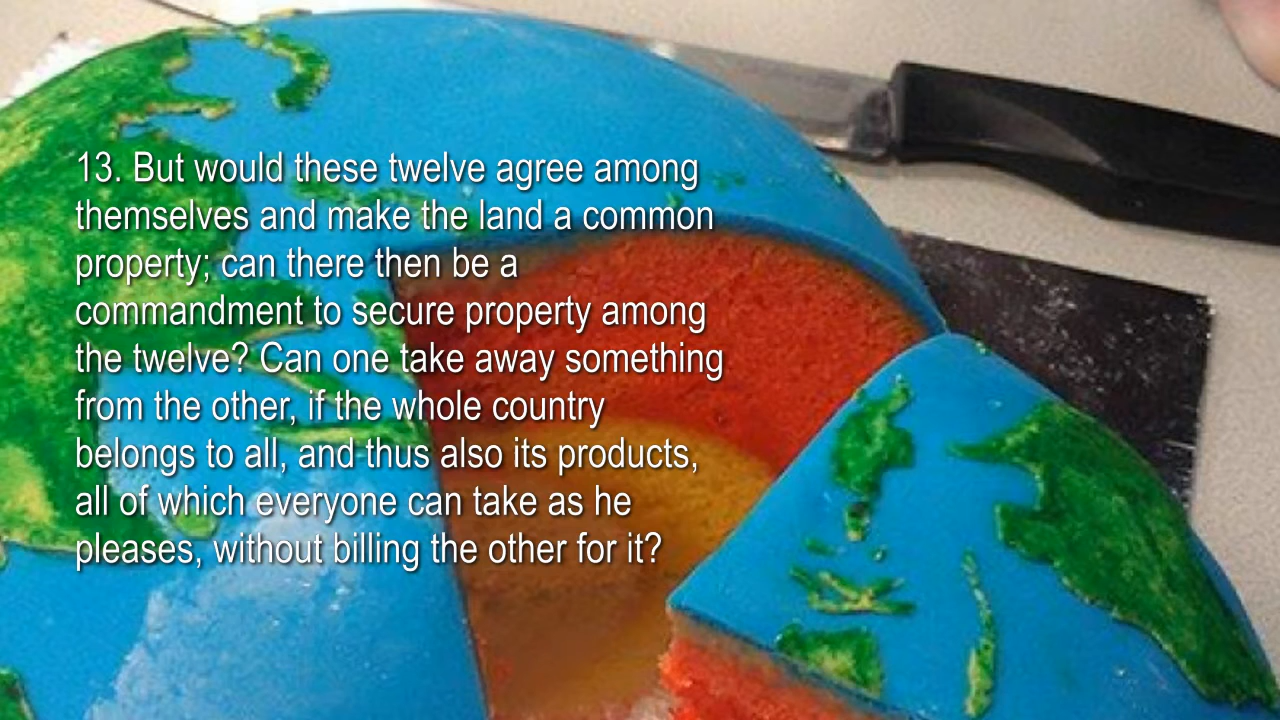 13. But would these twelve agree among
themselves and make the land a common
property; can there then be a
commandment to secure property among
the twelve? Can one take away something
from the other, if the whole country
belongs to all, and thus also its products,
all of which everyone can take as he
pleases, without billing the other for it?